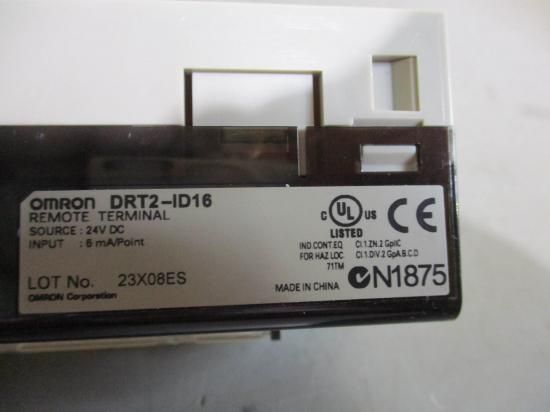 OMRON DRT2-ID16
REMOTE TERMINAL
SOURCE : 24V DC
INPUT : 6 mA/Point
LOT No. 23X08ES
OMRON Corporation
C UL US
LISTED
IND.CONT.EQ Cl.1.ZN.2 GpIIC
FOR HAZ.LOC. Cl.1.DIV.2 GpA,B,C,D
71TM
MADE IN CHINA
N1875